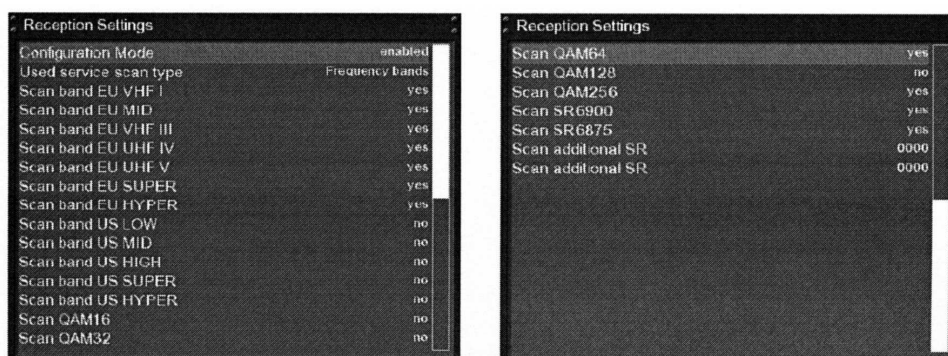 Reception Settings
Configuration Mode enabled
Used service scan type Frequency bands
Scan band EU VHF I yes
Scan band EU MID yes
Scan band EU VHF III yes
Scan band EU UHF IV yes
Scan band EU UHF V yes
Scan band EU SUPER yes
Scan band EU HYPER yes
Scan band US LOW no
Scan band US MID no
Scan band US HIGH no
Scan band US SUPER no
Scan band US HYPER no
Scan QAM16 no
Scan QAM32 no
Reception Settings
Scan QAM64 yes
Scan QAM128 no
Scan QAM256 yes
Scan SR6900 yes
Scan SR6875 yes
Scan additional SR 0000
Scan additional SR 0000